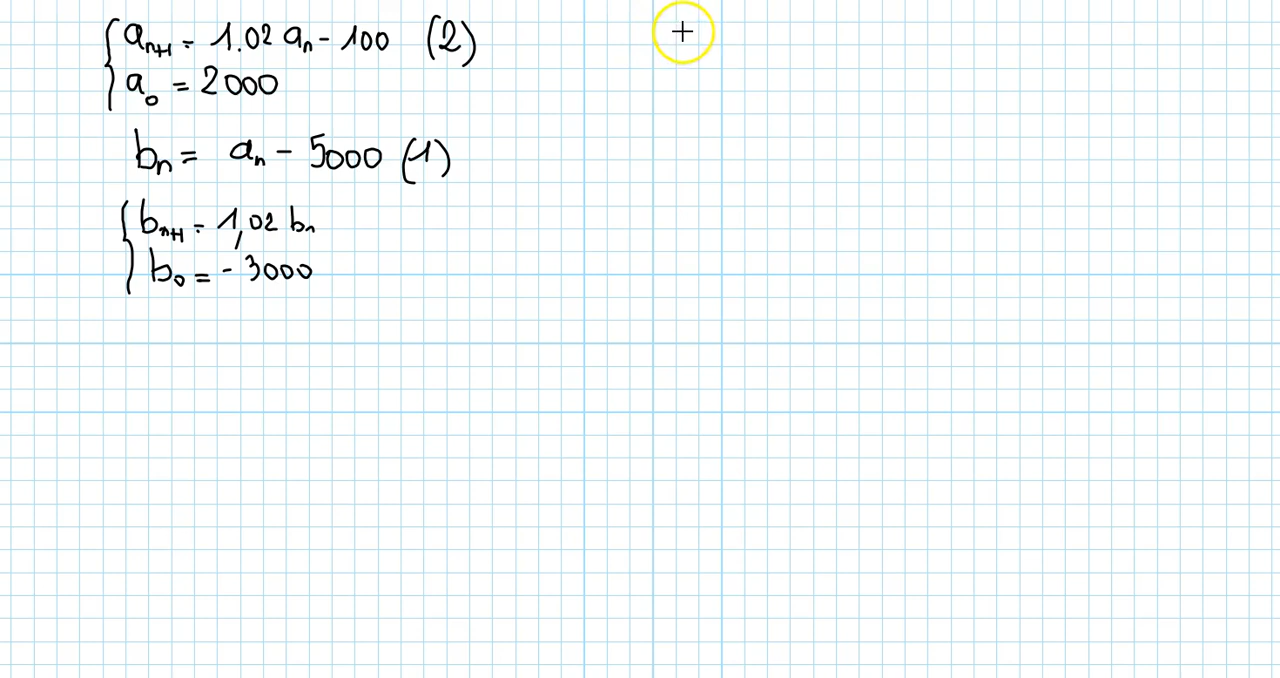 a_{n+1} = 1.02 a_n - 100 (2)
a_0 = 2000
b_n = a_n - 5000 (1)
b_{n+1} = 1,02 b_n
b_0 = - 3000